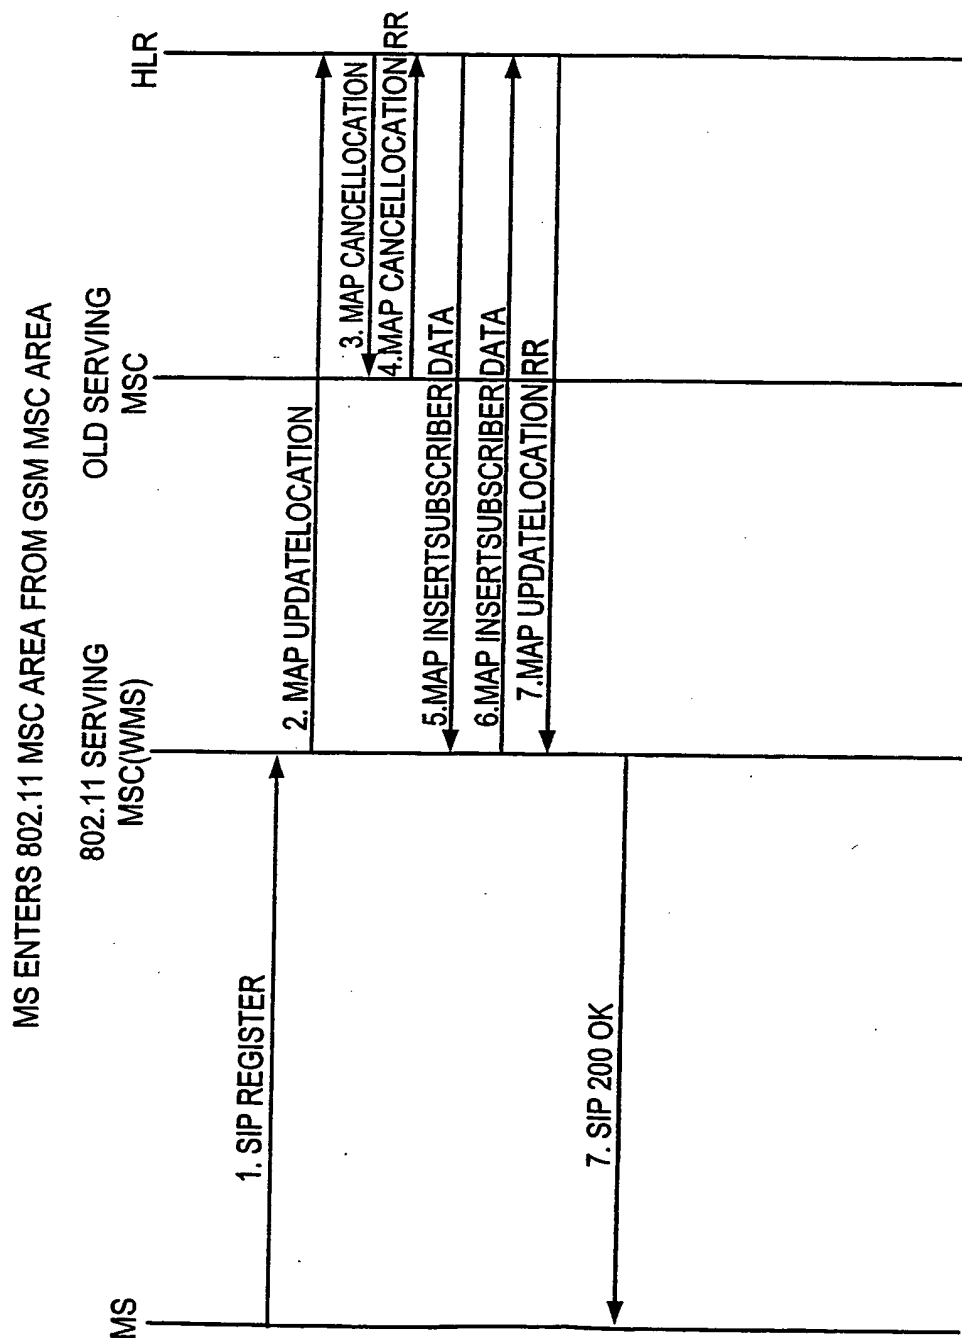 MS ENTERS 802.11 MSC AREA FROM GSM MSC AREA
MS
802.11 SERVING
MSC(WMS)
OLD SERVING
MSC
HLR
1. SIP REGISTER
2. MAP UPDATELOCATION
3. MAP CANCELLOCATION
4.MAP CANCELLOCATION RR
5.MAP INSERTSUBSCRIBER DATA
6.MAP INSERTSUBSCRIBER DATA
7.MAP UPDATELOCATION RR
7. SIP 200 OK